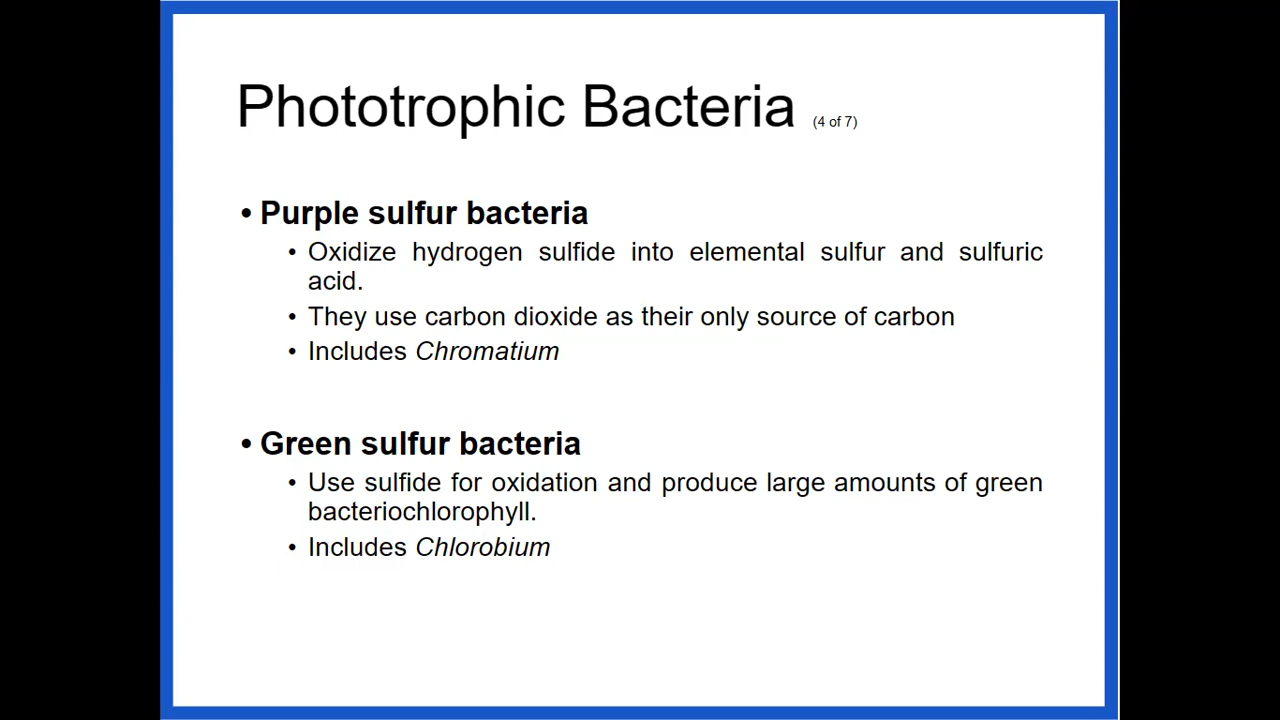 Phototrophic Bacteria (4 of 7)
• Purple sulfur bacteria
• Oxidize hydrogen sulfide into elemental sulfur and sulfuric
acid.
• They use carbon dioxide as their only source of carbon
• Includes Chromatium
• Green sulfur bacteria
• Use sulfide for oxidation and produce large amounts of green
bacteriochlorophyll.
• Includes Chlorobium